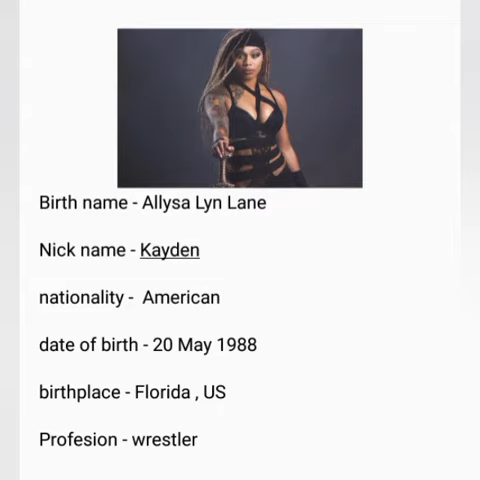 Birth name - Allysa Lyn Lane
Nick name - Kayden
nationality -  American
date of birth - 20 May 1988
birthplace - Florida , US
Profesion - wrestler